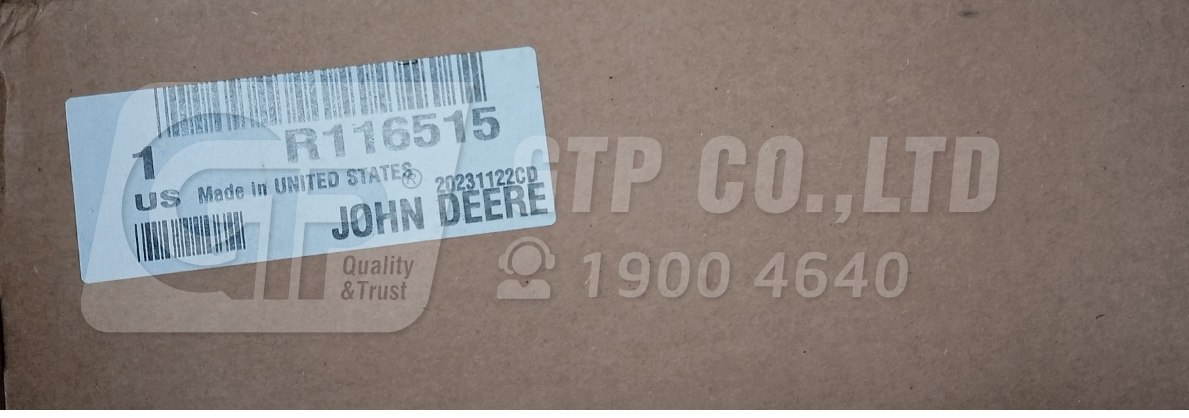 R116515
1
US Made in UNITED STATES ® 20231122CD
JOHN DEERE
GTP CO.,LTD
Quality
&Trust
1900 4640